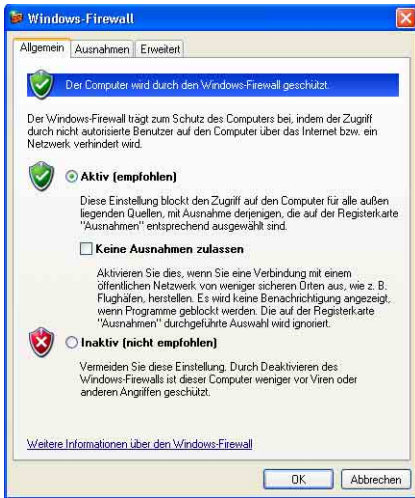 Windows-Firewall
Allgemein Ausnahmen Erweitert
Der Computer wird durch den Windows-Firewall geschützt.
Der Windows-Firewall trägt zum Schutz des Computers bei, indem der Zugriff
durch nicht autorisierte Benutzer auf den Computer über das Internet bzw. ein
Netzwerk verhindert wird.
Aktiv (empfohlen)
Diese Einstellung blockt den Zugriff auf den Computer für alle außen
liegenden Quellen, mit Ausnahme derjenigen, die auf der Registerkarte
"Ausnahmen" entsprechend ausgewählt sind.
Keine Ausnahmen zulassen
Aktivieren Sie dies, wenn Sie eine Verbindung mit einem
öffentlichen Netzwerk von weniger sicheren Orten aus, wie z. B.
Flughäfen, herstellen. Es wird keine Benachrichtigung angezeigt,
wenn Programme geblockt werden. Die auf der Registerkarte
"Ausnahmen" durchgeführte Auswahl wird ignoriert.
Inaktiv (nicht empfohlen)
Vermeiden Sie diese Einstellung. Durch Deaktivieren des
Windows-Firewalls ist dieser Computer weniger vor Viren oder
anderen Angriffen geschützt.
Weitere Informationen über den Windows-Firewall
OK Abbrechen